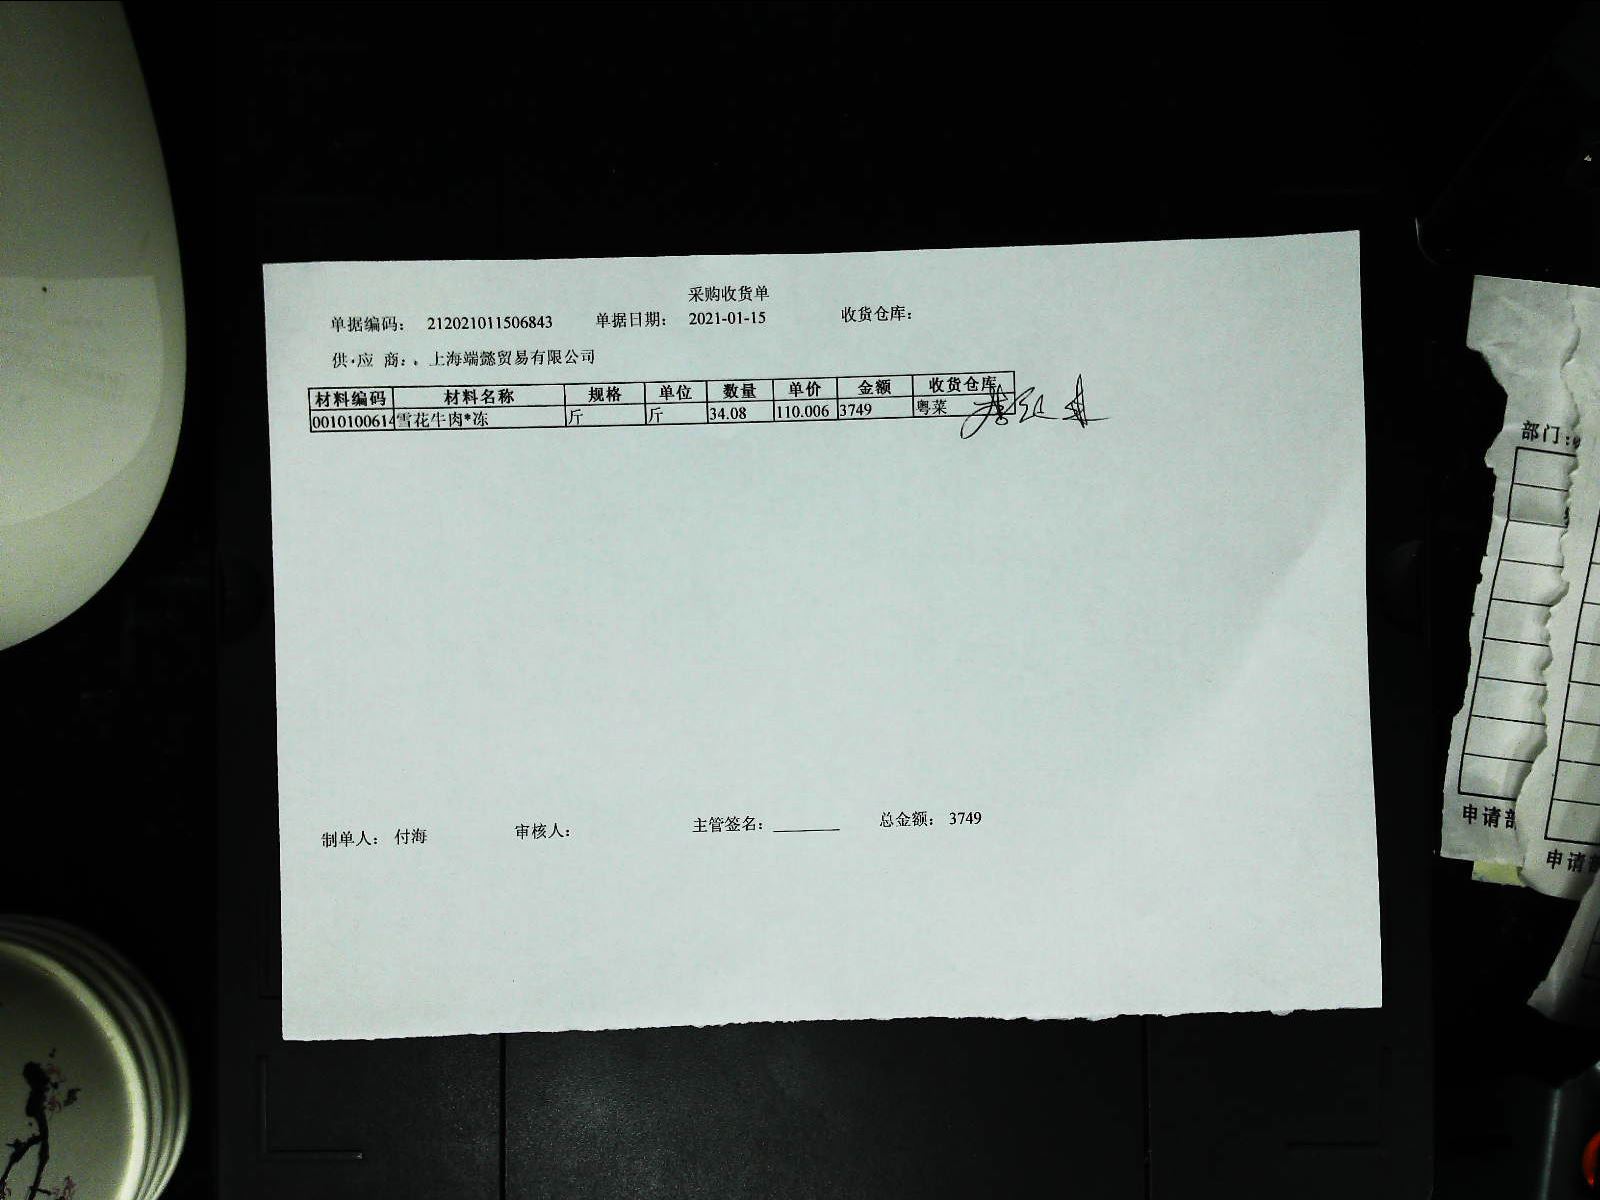 采购收货单
单据编码： 212021011506843 单据日期： 2021-01-15 收货仓库：
供应 商： 上海端懿贸易有限公司
材料编码 材料名称 规格 单位 数量 单价 金额 收货仓库
0010100614 雪花牛肉*冻 斤 斤 34.08 110.006 3749 粤菜
制单人： 付海 审核人： 主管签名： 总金额： 3749
部门：
申请部
申请